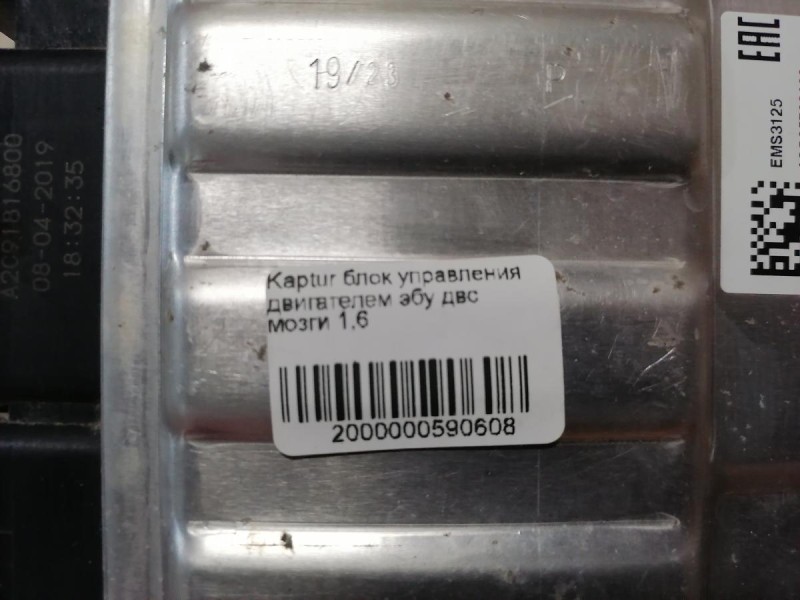 A2C91816800
08-04-2019
18:32:35
19/23
EAC
EMS3125
Kaptur блок управления
двигателем эбу двс
мозги 1,6
2000000590608